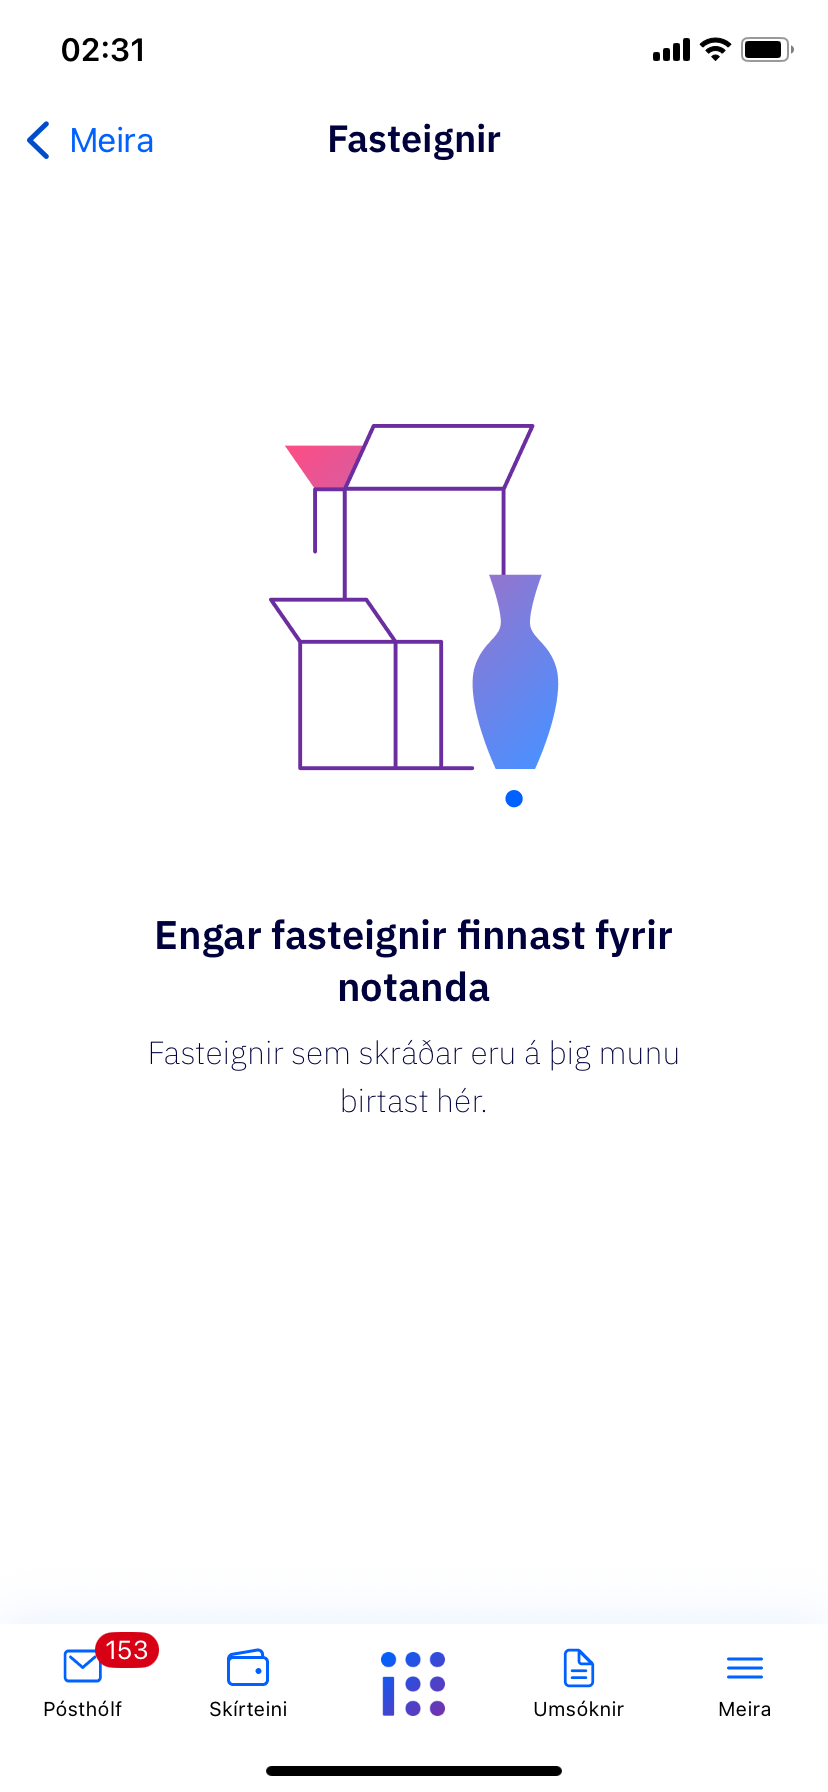 02:31
Meira
Fasteignir
Engar fasteignir finnast fyrir
notanda
Fasteignir sem skráðar eru á þig munu
birtast hér.
153
Pósthólf
Skírteini
Umsóknir
Meira